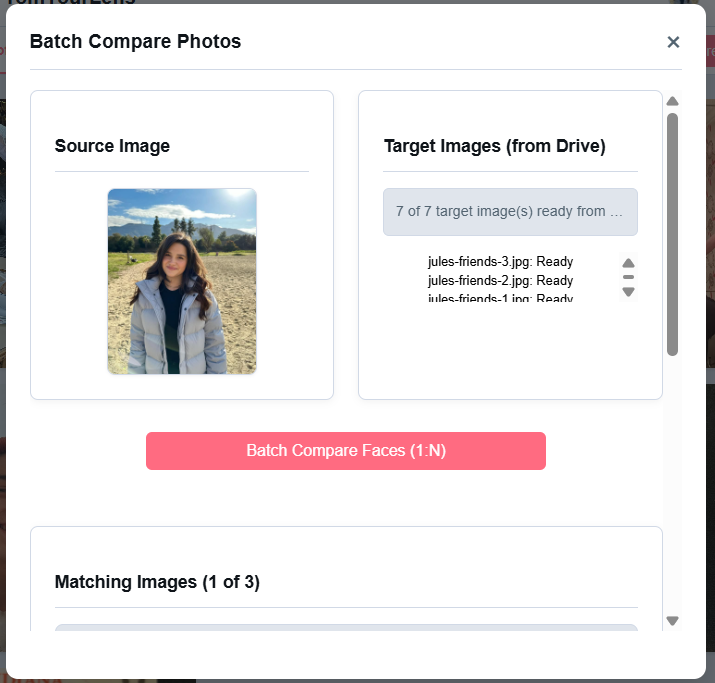 Batch Compare Photos
×
Source Image
Target Images (from Drive)
7 of 7 target image(s) ready from ...
jules-friends-3.jpg: Ready
jules-friends-2.jpg: Ready
jules-friends-1.jpg: Ready
Batch Compare Faces (1:N)
Matching Images (1 of 3)